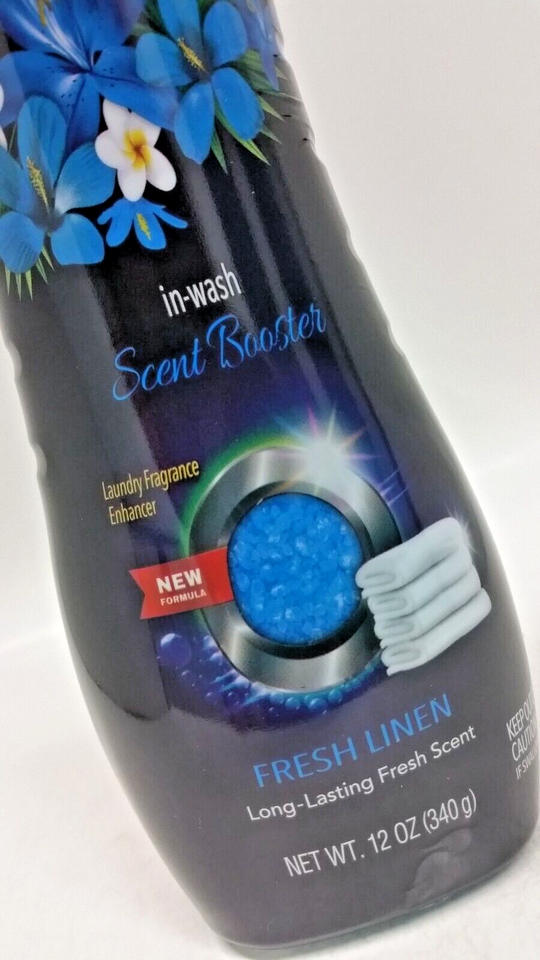 in-wash
Scent Booster
Laundry Fragrance
Enhancer
NEW
FORMULA
FRESH LINEN
Long-Lasting Fresh Scent
NET WT. 12 OZ (340 g)
KEEP